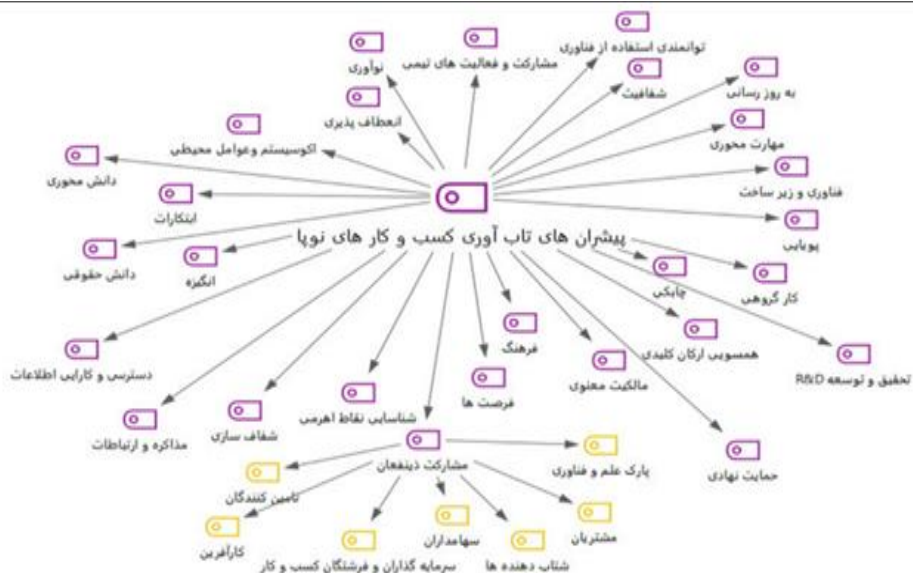 توانمندی استفاده از فناوری
مشارکت و فعالیت های تیمی
نوآوری
شفافیت
به روز رسانی
انعطاف پذیری
مهارت محوری
اکوسیستم وعوامل محیطی
دانش محوری
فناوری و زیر ساخت
ابتکارات
پویایی
پیشران های تاب آوری کسب و کار های نوپا
دانش حقوقی
انگیزه
چابکی
کار گروهی
فرهنگ
همسویی ارکان کلیدی
دسترسی و کارایی اطلاعات
تحقیق و توسعه R&D
مالکیت معنوی
فرصت ها
شناسایی نقاط اهرمی
شفاف سازی
مذاکره و ارتباطات
مشارکت ذینفعان
پارک علم و فناوری
حمایت نهادی
تامین کنندگان
مشتریان
سهامداران
کارآفرین
شتاب دهنده ها
سرمایه گذاران و فرشتگان کسب و کار